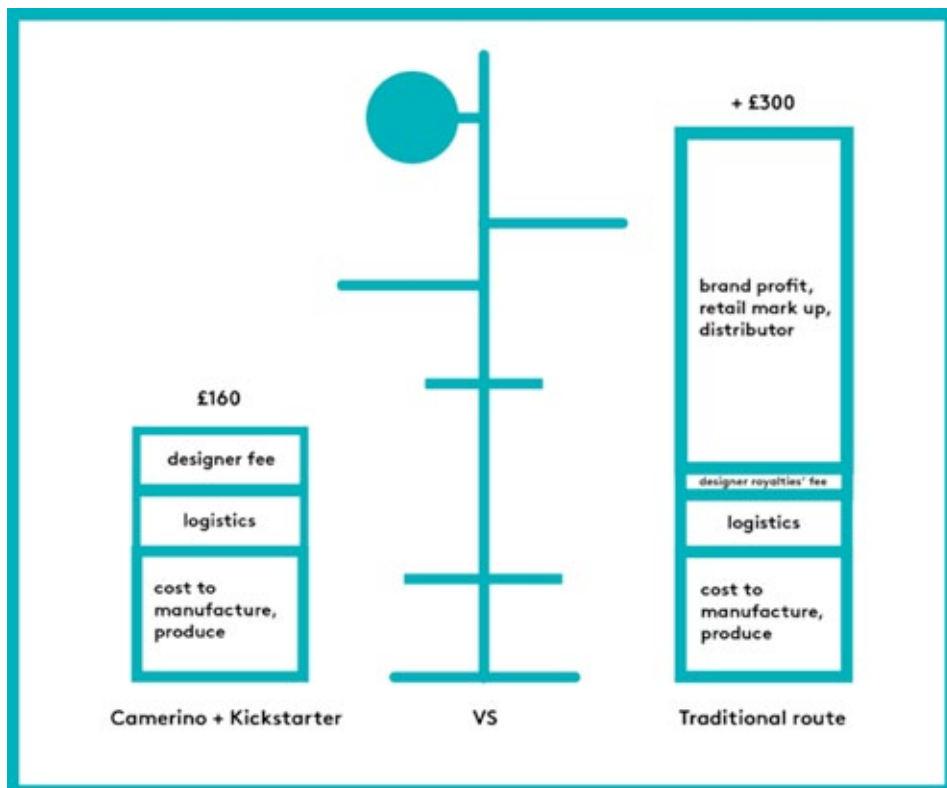 + £300
brand profit,
retail mark up,
distributor
£160
designer fee
designer royalties' fee
logistics
logistics
cost to
manufacture,
produce
cost to
manufacture,
produce
Camerino + Kickstarter
VS
Traditional route